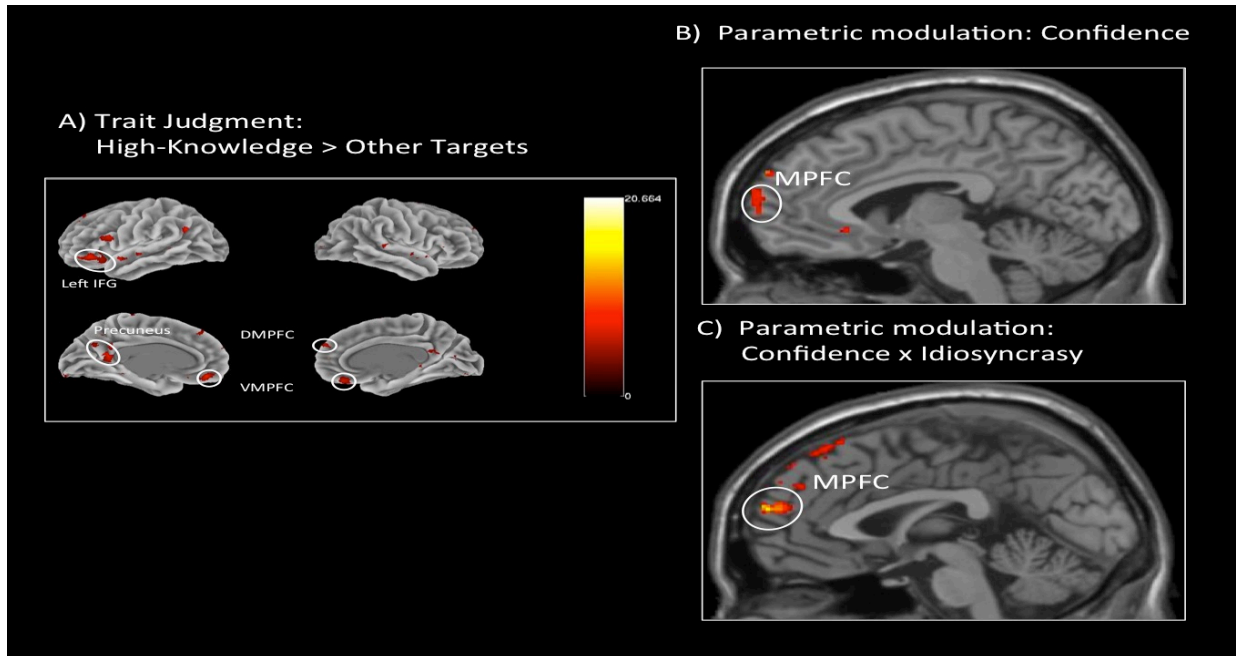 A) Trait Judgment:
High-Knowledge > Other Targets
20.664
Left IFG
Precuneus
DMPFC
VMPFC
0
B) Parametric modulation: Confidence
MPFC
C) Parametric modulation:
Confidence x Idiosyncrasy
MPFC